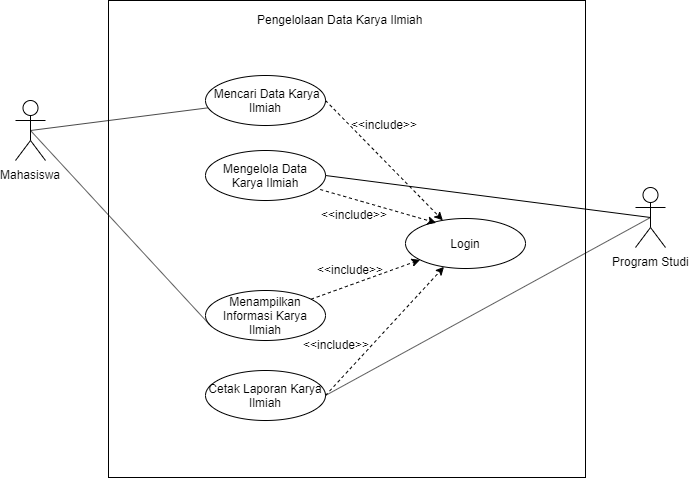 Pengelolaan Data Karya Ilmiah
Mencari Data Karya
Ilmiah
<<include>>
Mahasiswa
Mengelola Data
Karya Ilmiah
<<include>>
Login
Program Studi
<<include>>
Menampilkan
Informasi Karya
Ilmiah
<<include>>
Cetak Laporan Karya
Ilmiah